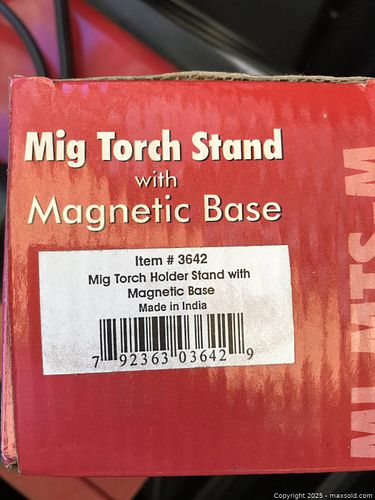 Mig Torch Stand
with
Magnetic Base
Item # 3642
Mig Torch Holder Stand with
Magnetic Base
Made in India
7 92363 03642 9
Copyright 2025 - maxsold.com